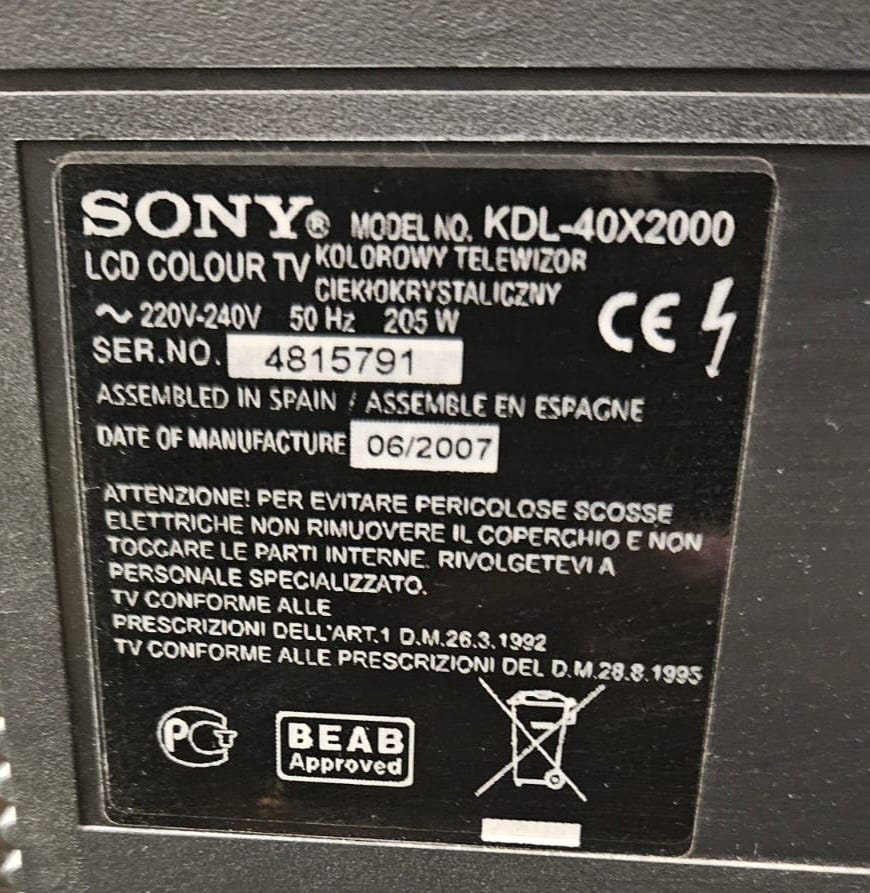 SONY® MODEL NO. KDL-40X2000
LCD COLOUR TV KOLOROWY TELEWIZOR
CIEKŁOKRYSTALICZNY
~ 220V-240V 50 Hz 205 W
CE
SER.NO. 4815791
ASSEMBLED IN SPAIN / ASSEMBLE EN ESPAGNE
DATE OF MANUFACTURE 06/2007
ATTENZIONE! PER EVITARE PERICOLOSE SCOSSE
ELETTRICHE NON RIMUOVERE IL COPERCHIO E NON
TOCCARE LE PARTI INTERNE. RIVOLGETEVI A
PERSONALE SPECIALIZZATO.
TV CONFORME ALLE
PRESCRIZIONI DELL'ART.1 D.M.26.3.1992
TV CONFORME ALLE PRESCRIZIONI DEL D.M.28.8.1995
PCT
BEAB
Approved